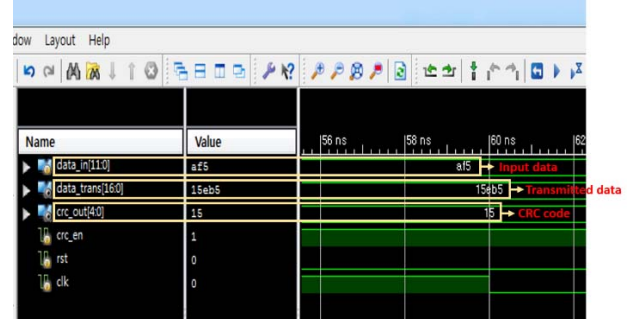 dow Layout Help
Name Value
56 ns 58 ns 60 ns 62
data_in[11:0] af5 af5 Input data
data_trans[16:0] 15eb5 15eb5 Transmitted data
crc_out[4:0] 15 15 CRC code
crc_en 1
rst 0
clk 0